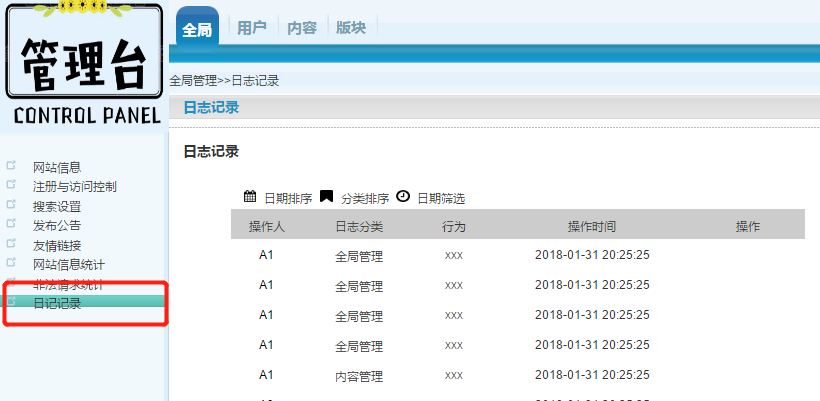 管理台
CONTROL PANEL
全局 用户 内容 版块
全局管理>>日志记录
日志记录
网站信息
注册与访问控制
搜索设置
发布公告
友情链接
网站信息统计
非法请求统计
日记记录
日志记录
日期排序 分类排序 日期筛选
操作人 日志分类 行为 操作时间 操作
A1 全局管理 xxx 2018-01-31 20:25:25
A1 全局管理 xxx 2018-01-31 20:25:25
A1 全局管理 xxx 2018-01-31 20:25:25
A1 全局管理 xxx 2018-01-31 20:25:25
A1 内容管理 xxx 2018-01-31 20:25:25